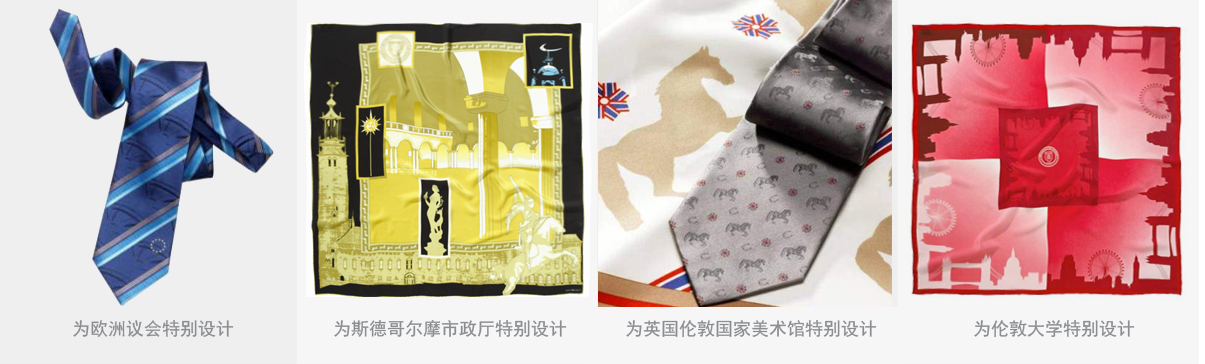 为欧洲议会特别设计
为斯德哥尔摩市政厅特别设计
为英国伦敦国家美术馆特别设计
为伦敦大学特别设计